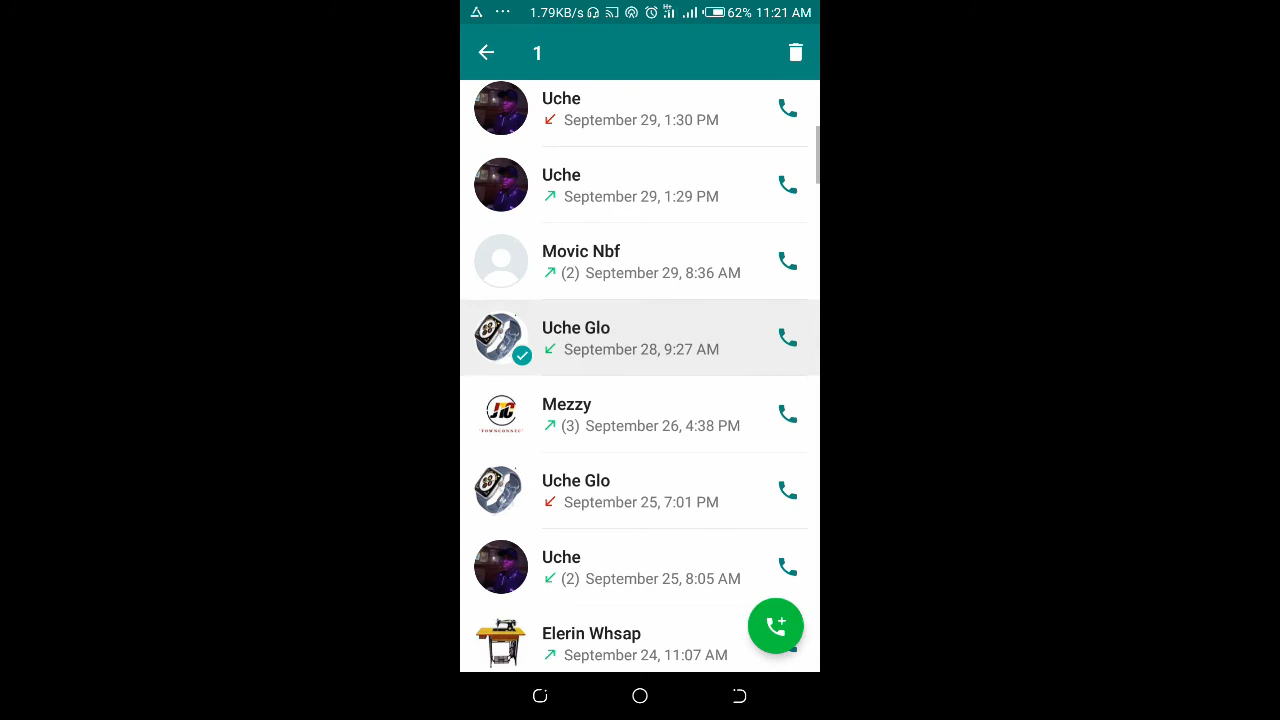 1.79KB/s H+ 62% 11:21 AM
1
Uche
September 29, 1:30 PM
Uche
September 29, 1:29 PM
Movic Nbf
(2) September 29, 8:36 AM
Uche Glo
September 28, 9:27 AM
Mezzy
(3) September 26, 4:38 PM
Uche Glo
September 25, 7:01 PM
Uche
(2) September 25, 8:05 AM
Elerin Whsap
September 24, 11:07 AM